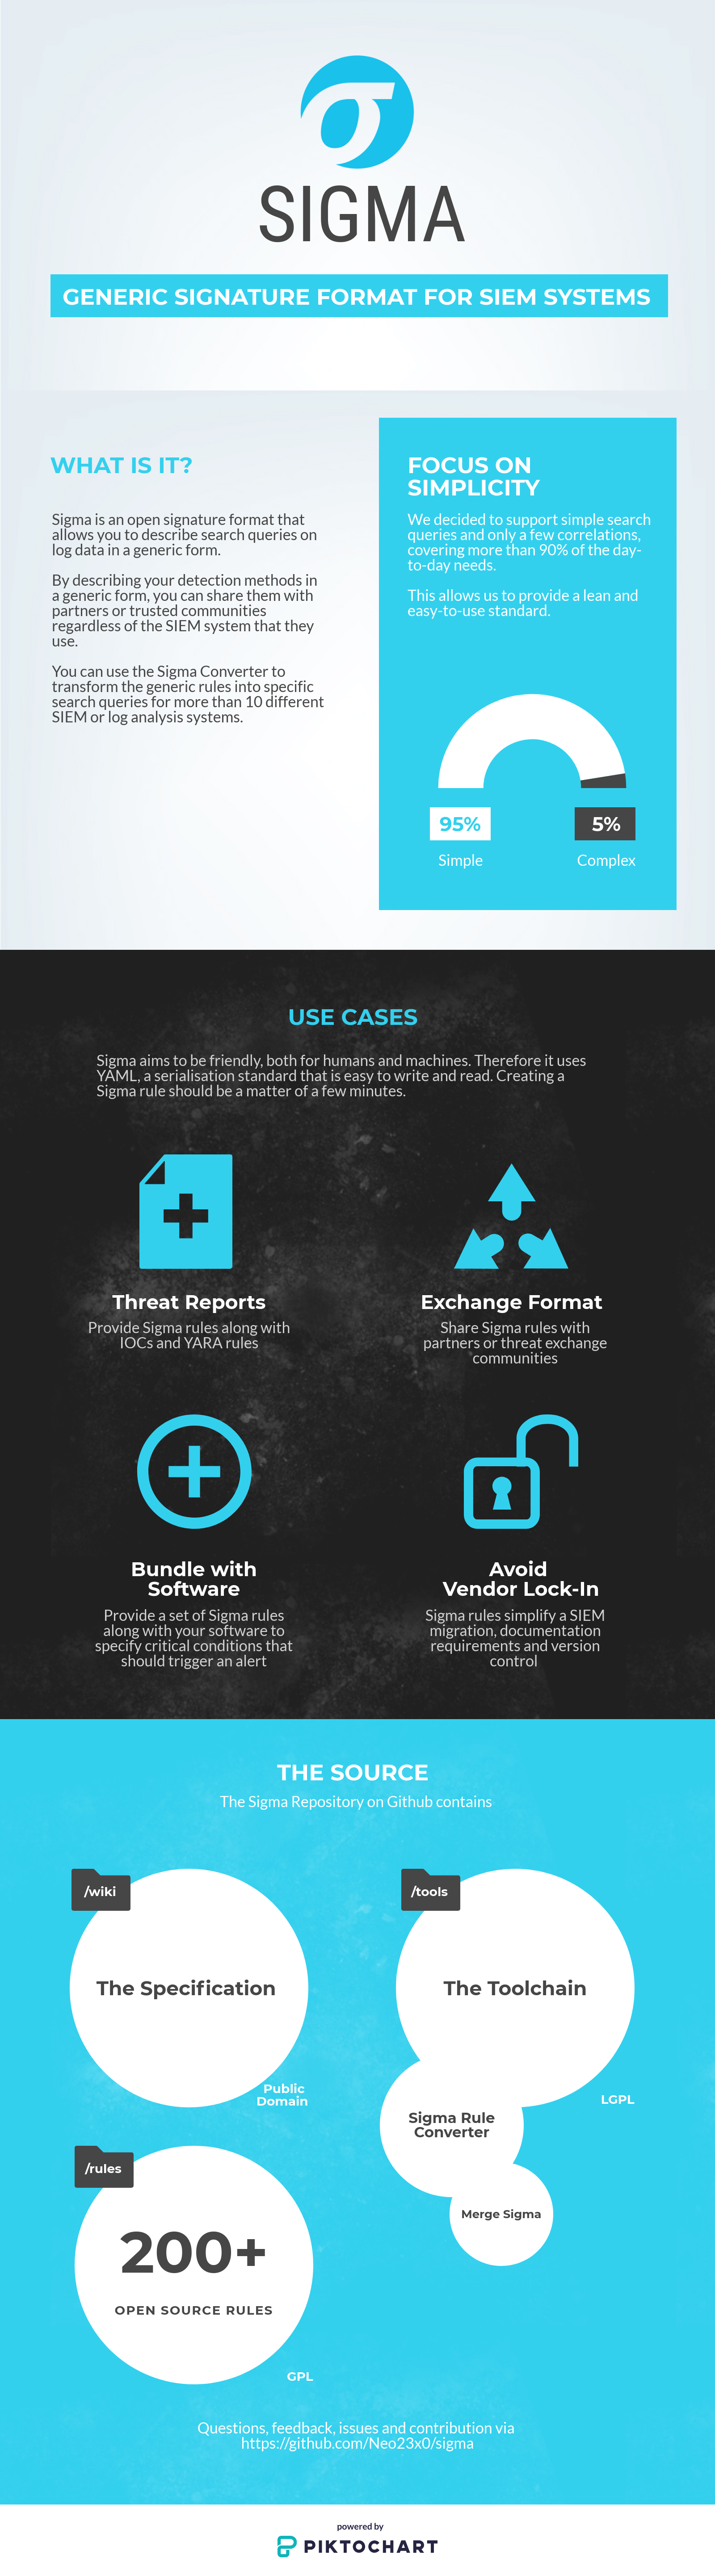 σ
SIGMA
GENERIC SIGNATURE FORMAT FOR SIEM SYSTEMS
WHAT IS IT?
Sigma is an open signature format that
allows you to describe search queries on
log data in a generic form.
By describing your detection methods in
a generic form, you can share them with
partners or trusted communities
regardless of the SIEM system that they
use.
You can use the Sigma Converter to
transform the generic rules into specific
search queries for more than 10 different
SIEM or log analysis systems.
FOCUS ON
SIMPLICITY
We decided to support simple search
queries and only a few correlations,
covering more than 90% of the day-
to-day needs.
This allows us to provide a lean and
easy-to-use standard.
95%
5%
Simple
Complex
USE CASES
Sigma aims to be friendly, both for humans and machines. Therefore it uses
YAML, a serialisation standard that is easy to write and read. Creating a
Sigma rule should be a matter of a few minutes.
Threat Reports
Provide Sigma rules along with
IOCs and YARA rules
Exchange Format
Share Sigma rules with
partners or threat exchange
communities
Bundle with
Software
Provide a set of Sigma rules
along with your software to
specify critical conditions that
should trigger an alert
Avoid
Vendor Lock-In
Sigma rules simplify a SIEM
migration, documentation
requirements and version
control
THE SOURCE
The Sigma Repository on Github contains
/wiki
The Specification
Public
Domain
/tools
The Toolchain
LGPL
Sigma Rule
Converter
Merge Sigma
/rules
200+
OPEN SOURCE RULES
GPL
Questions, feedback, issues and contribution via
https://github.com/Neo23x0/sigma
powered by
PIKTOCHART